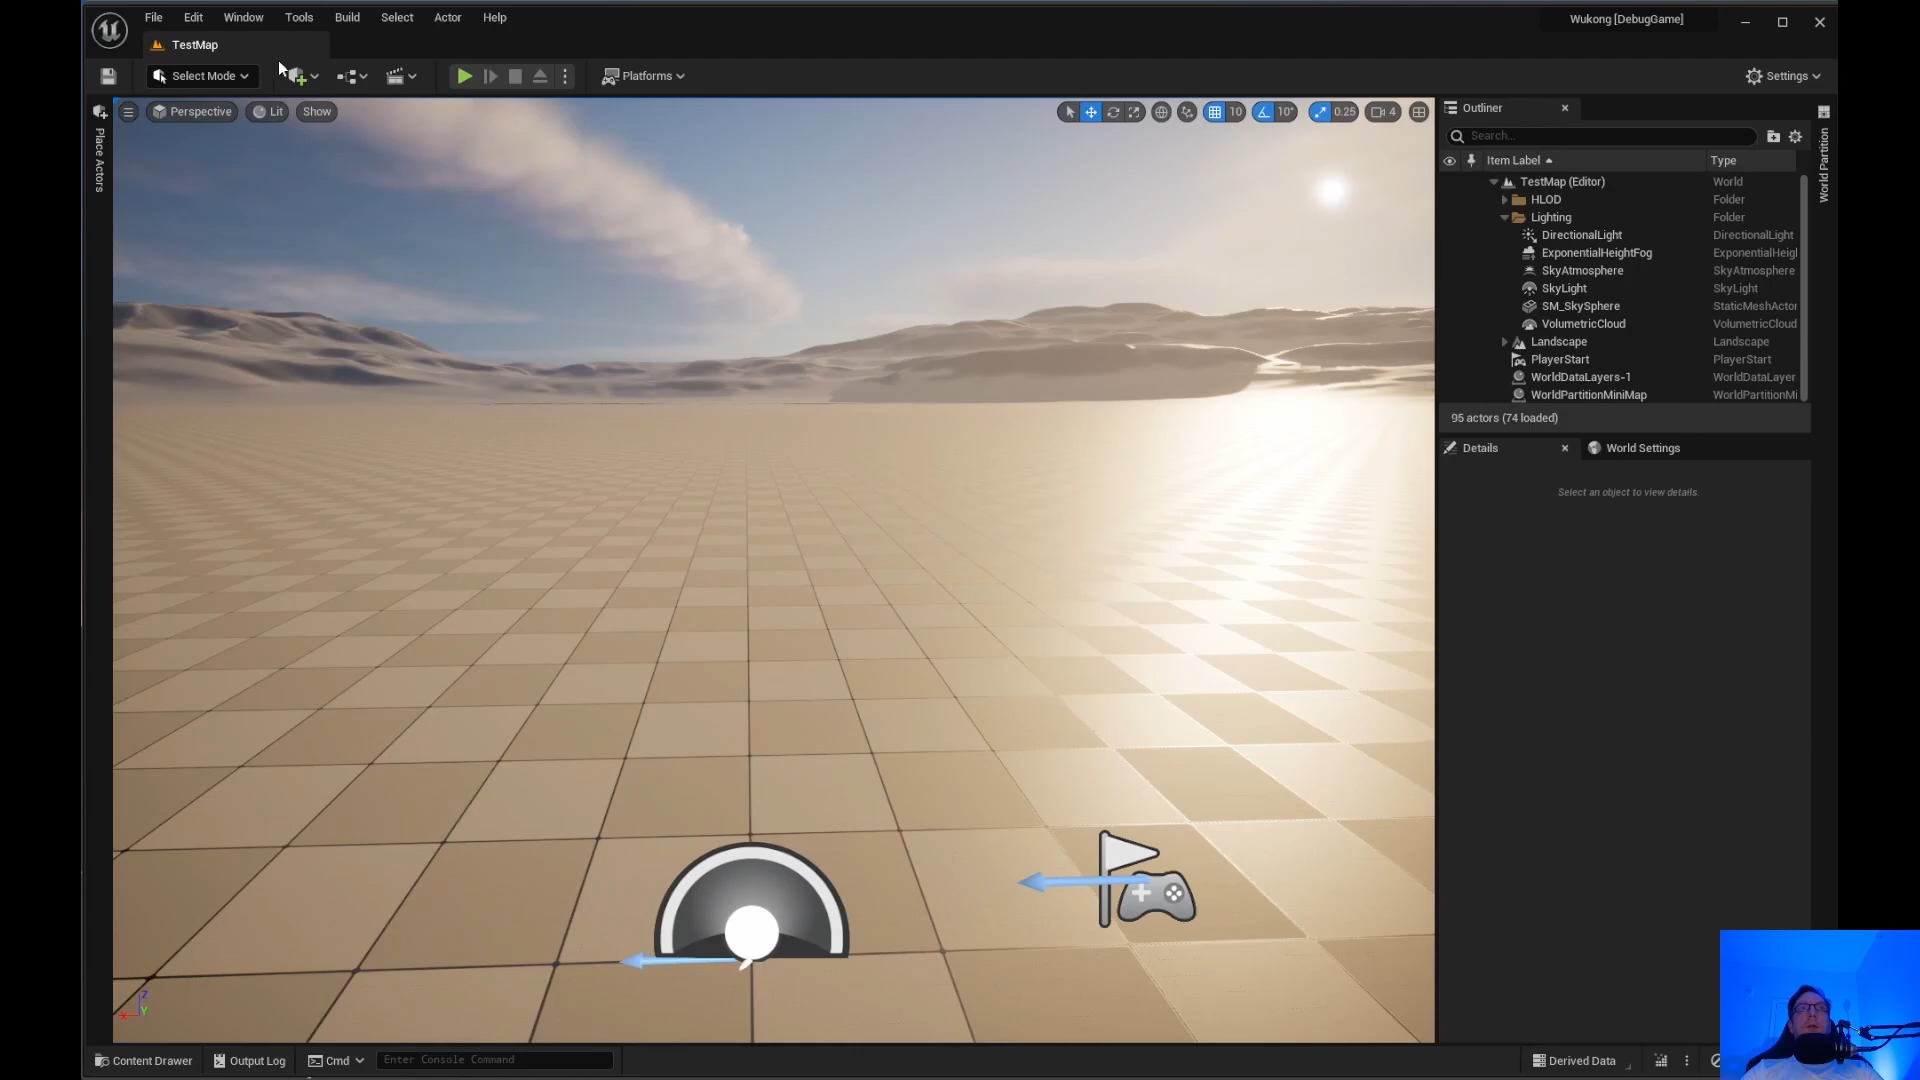 File Edit Window Tools Build Select Actor Help
Wukong [DebugGame]
TestMap
Select Mode
Platforms
Settings
Place Actors
Perspective
Lit
Show
10
10°
0.25
4
Outliner
Search...
Item Label Type
TestMap (Editor) World
HLOD Folder
Lighting Folder
DirectionalLight DirectionalLight
ExponentialHeightFog ExponentialHeigl
SkyAtmosphere SkyAtmosphere
SkyLight SkyLight
SM_SkySphere StaticMeshActor
VolumetricCloud VolumetricCloud
Landscape Landscape
PlayerStart PlayerStart
WorldDataLayers-1 WorldDataLayer
WorldPartitionMiniMap WorldPartitionMi
95 actors (74 loaded)
World Partition
Details
World Settings
Select an object to view details.
Z
Y
X
Content Drawer
Output Log
Cmd
Enter Console Command
Derived Data